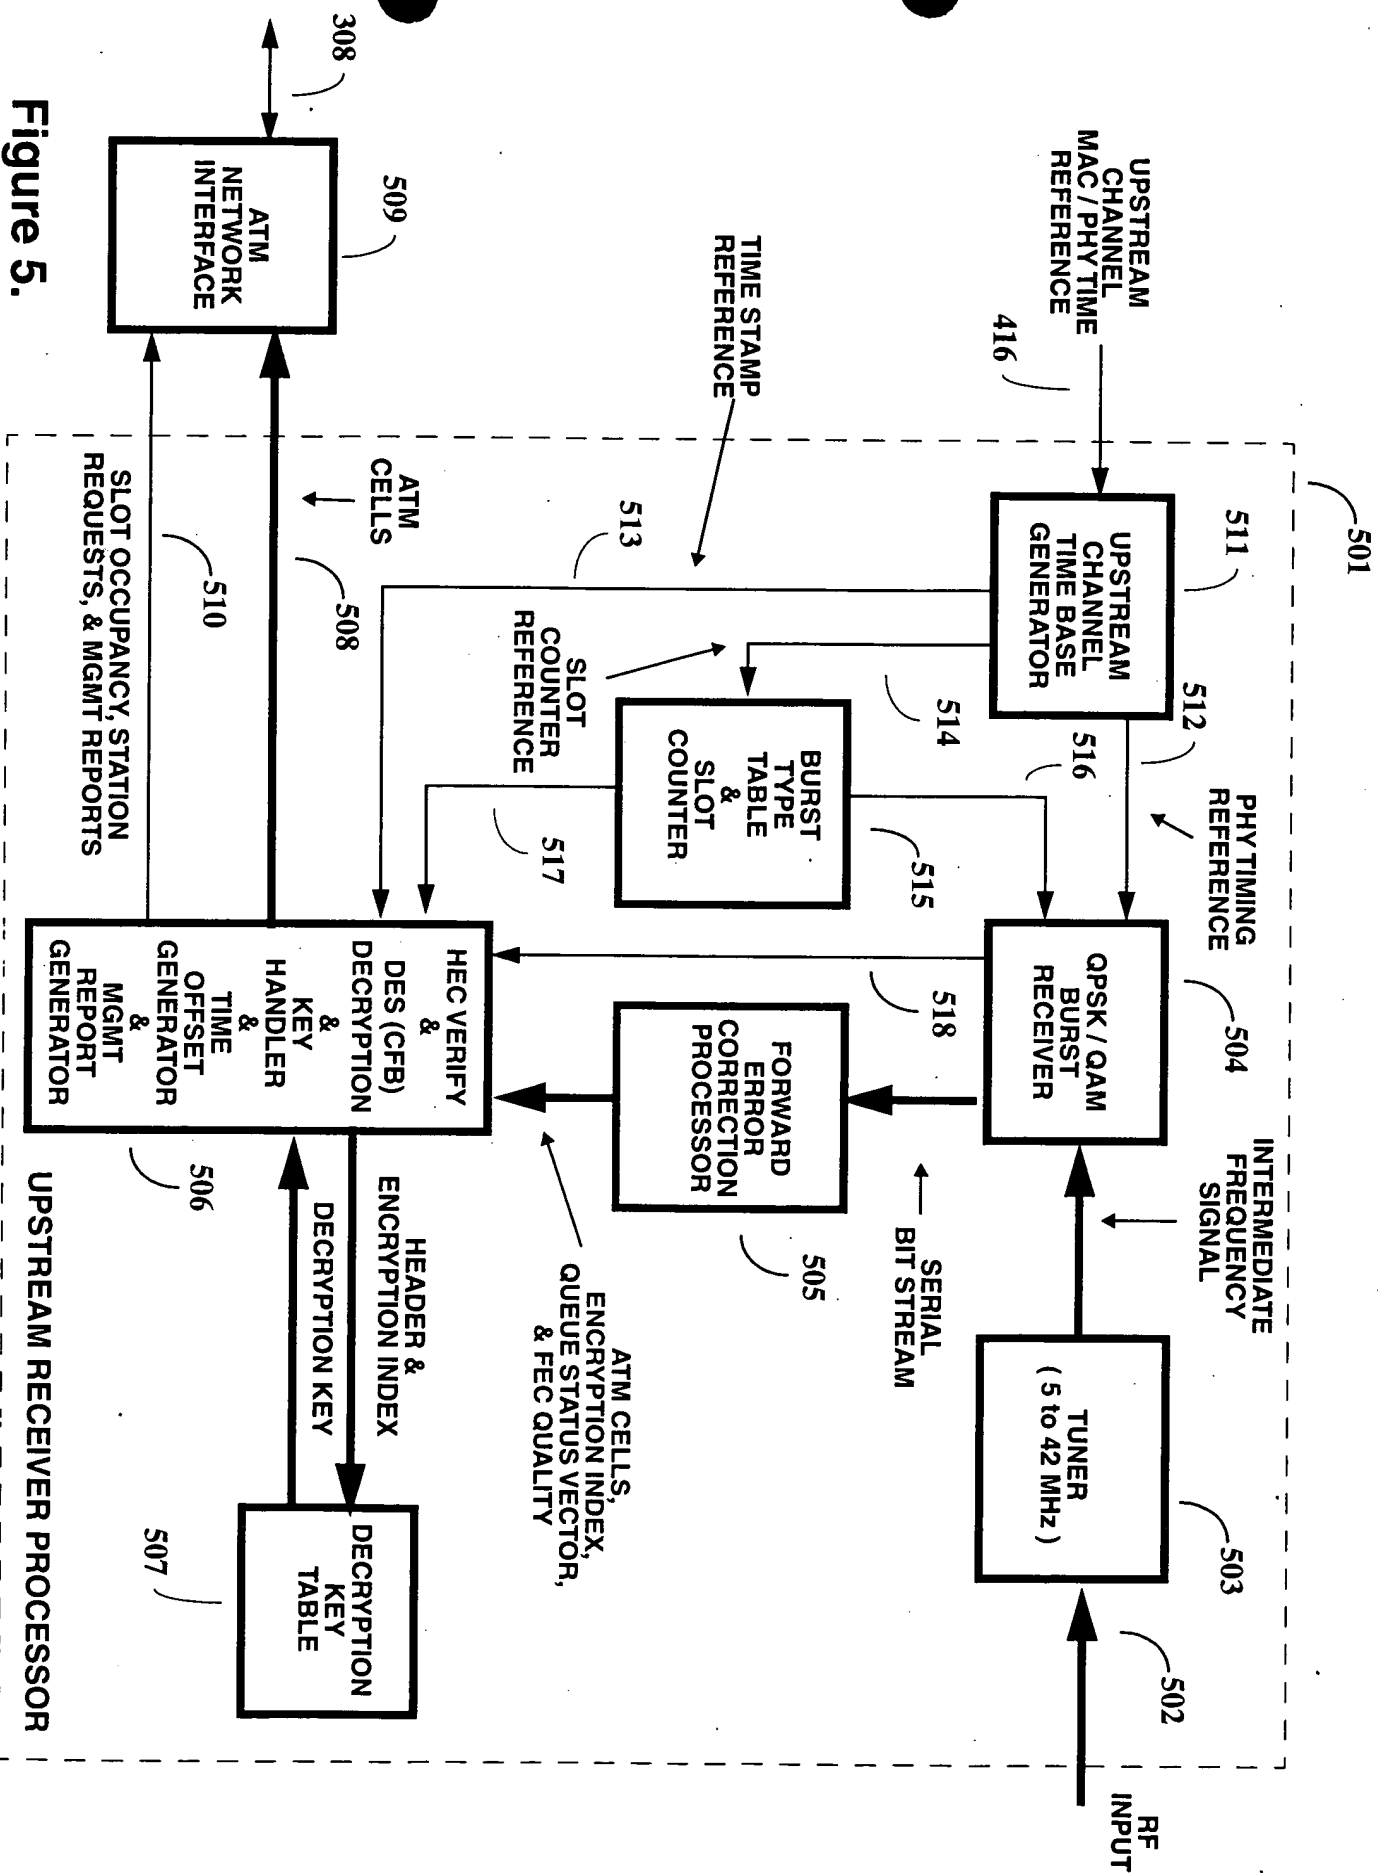 501
UPSTREAM
CHANNEL
MAC / PHY TIME
REFERENCE
416
511
UPSTREAM
CHANNEL
TIME BASE
GENERATOR
512
516
PHY TIMING
REFERENCE
504
QPSK / QAM
BURST
RECEIVER
INTERMEDIATE
FREQUENCY
SIGNAL
503
TUNER
( 5 to 42 MHz )
502
RF
INPUT
TIME STAMP
REFERENCE
513
514
SLOT
COUNTER
REFERENCE
515
BURST
TYPE
TABLE
&
SLOT
COUNTER
517
518
FORWARD
ERROR
CORRECTION
PROCESSOR
505
SERIAL
BIT STREAM
ATM CELLS,
ENCRYPTION INDEX,
QUEUE STATUS VECTOR,
& FEC QUALITY
308
509
ATM
NETWORK
INTERFACE
ATM
CELLS
508
510
SLOT OCCUPANCY, STATION
REQUESTS, & MGMT REPORTS
HEC VERIFY
&
DES (CFB)
DECRYPTION
&
KEY
HANDLER
&
TIME
OFFSET
GENERATOR
&
MGMT
REPORT
GENERATOR
506
HEADER &
ENCRYPTION INDEX
DECRYPTION KEY
DECRYPTION
KEY
TABLE
507
UPSTREAM RECEIVER PROCESSOR
Figure 5.